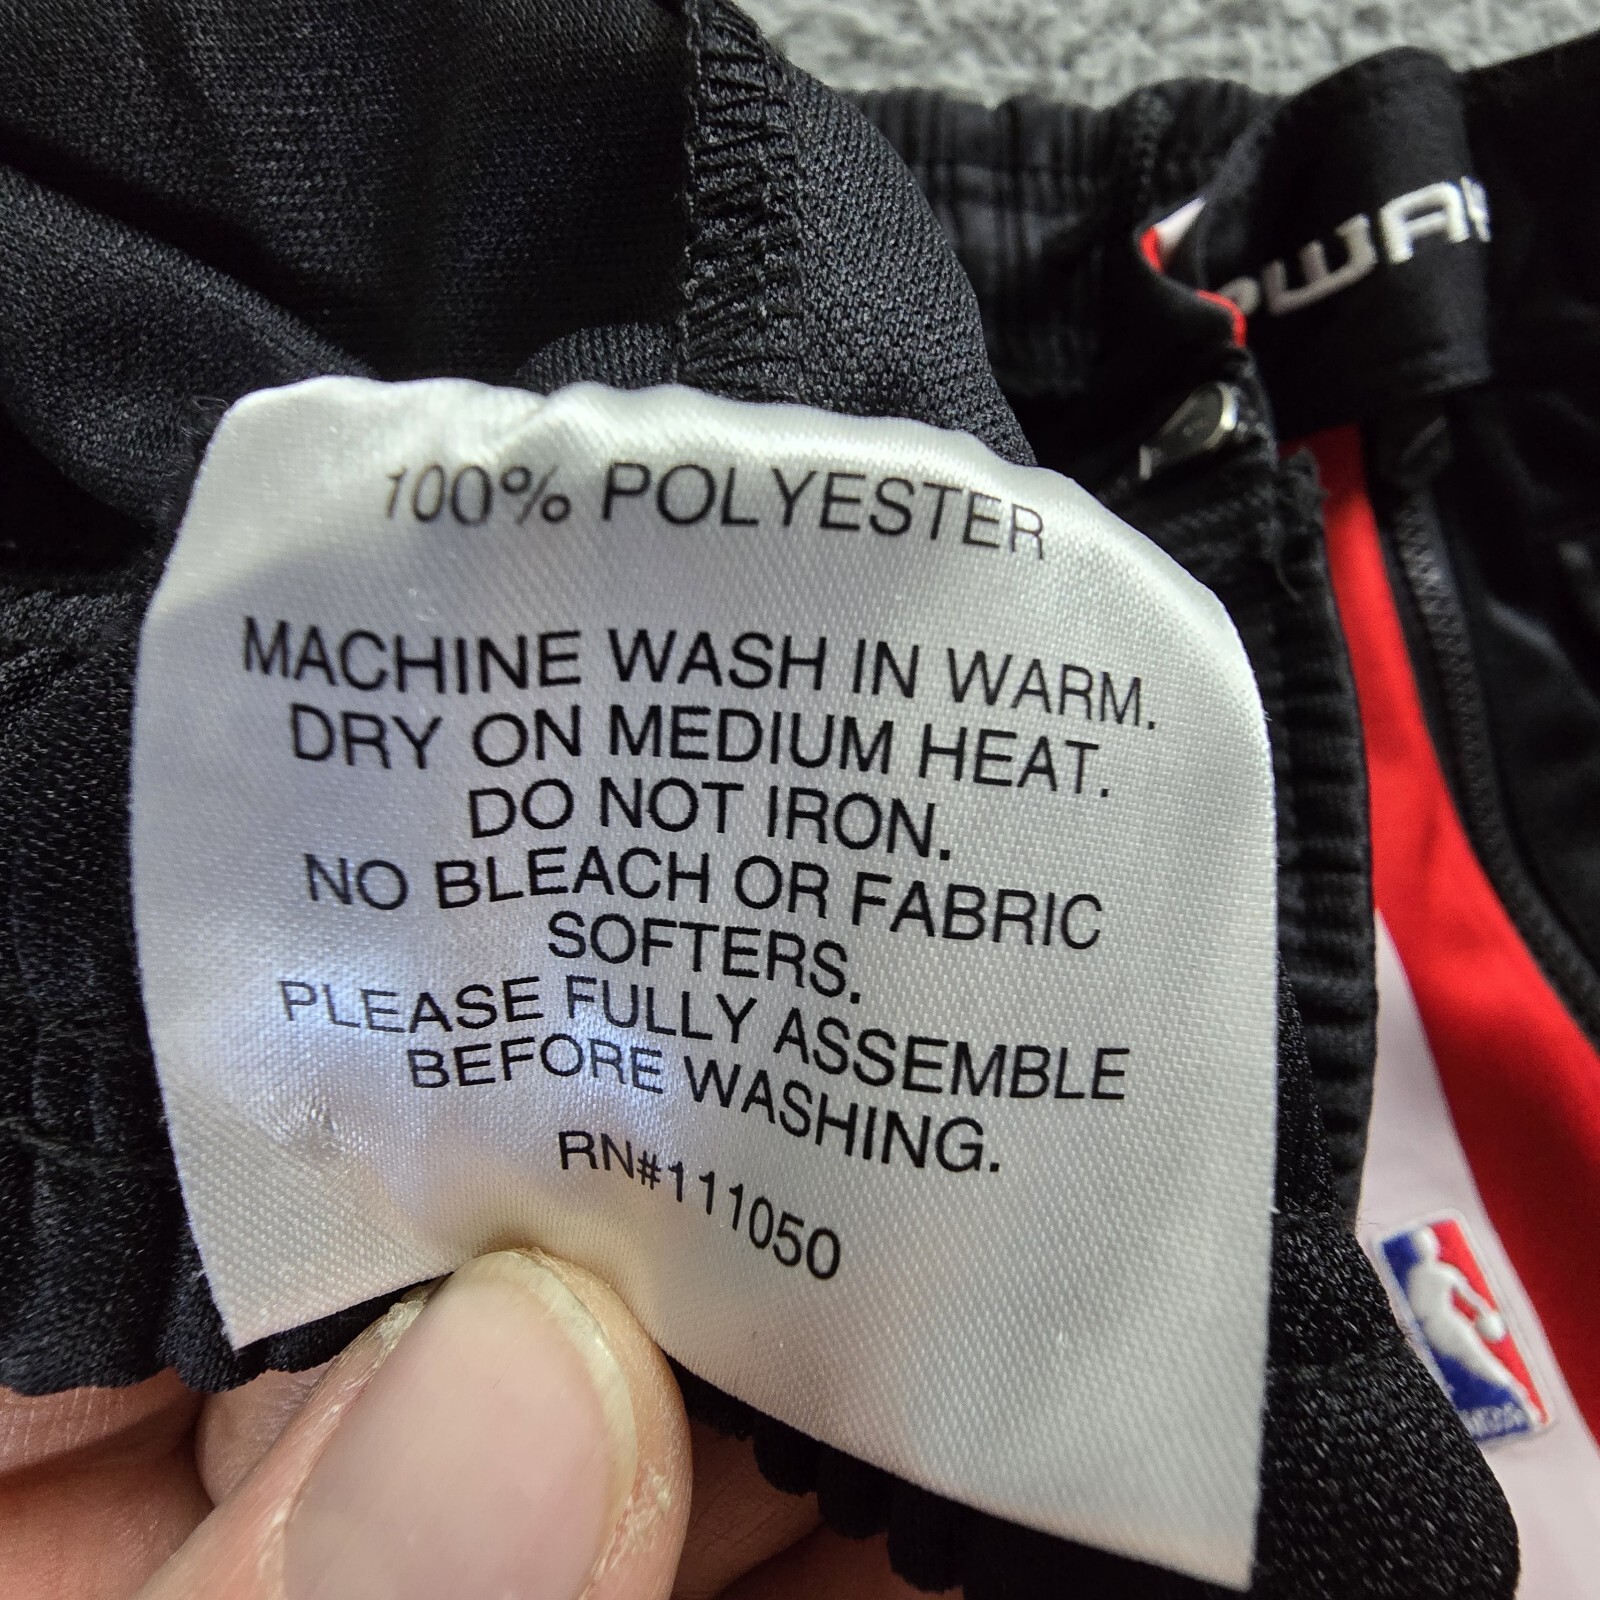 100% POLYESTER
MACHINE WASH IN WARM.
DRY ON MEDIUM HEAT.
DO NOT IRON.
NO BLEACH OR FABRIC
SOFTERS.
PLEASE FULLY ASSEMBLE
BEFORE WASHING.
RN#111050